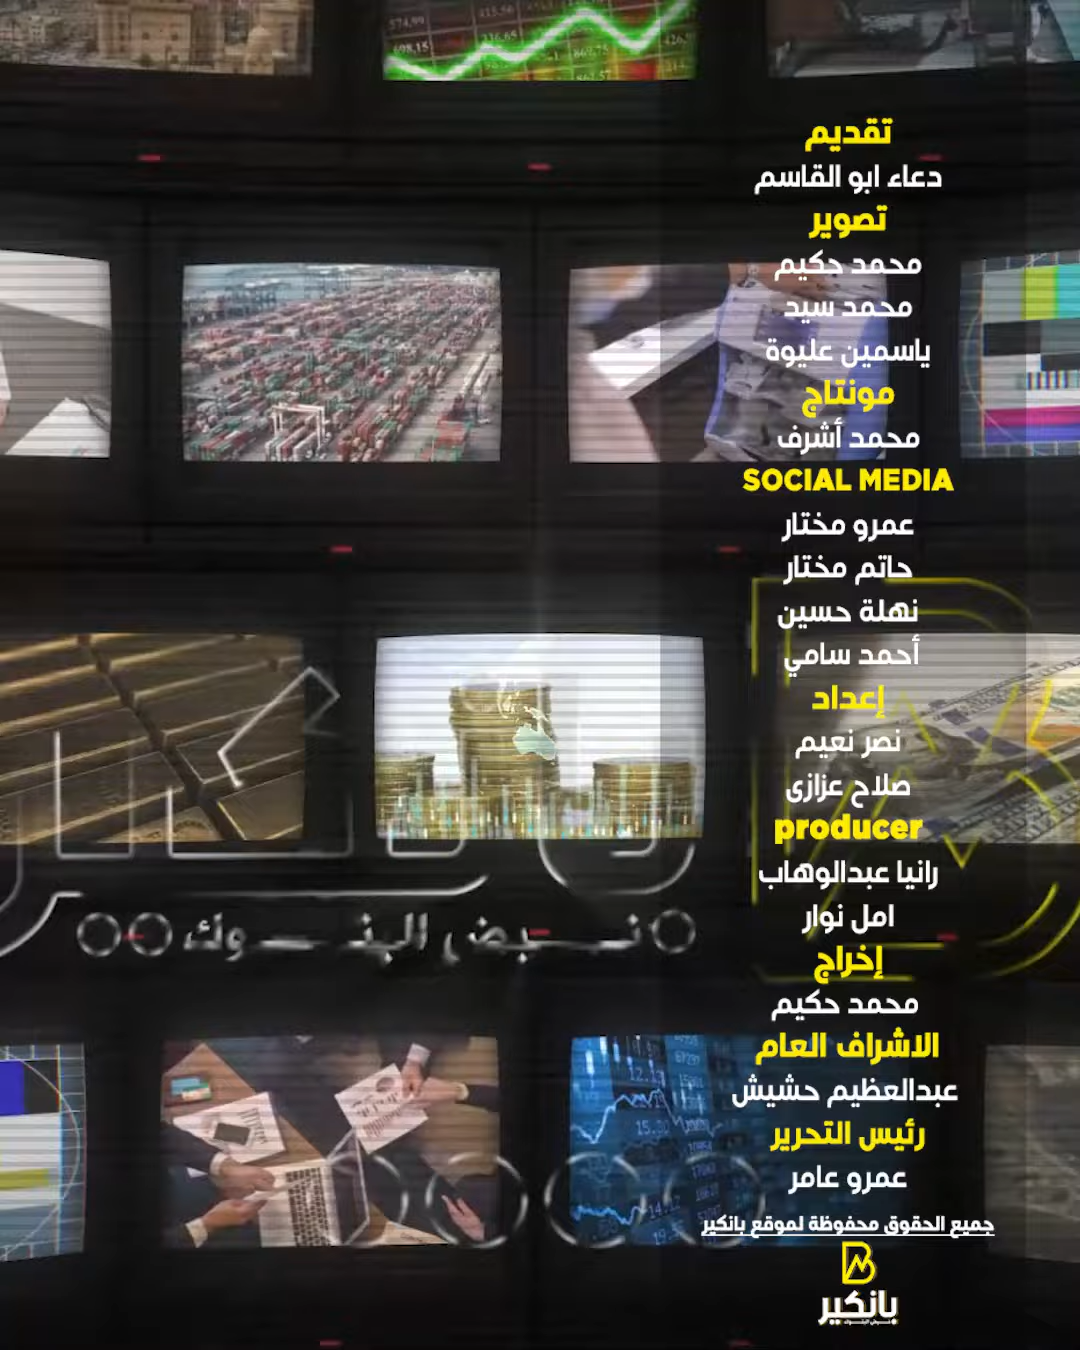 تقديم
دعاء ابو القاسم
تصوير
محمد حكيم
محمد سيد
ياسمين عليوة
مونتاج
محمد أشرف
SOCIAL MEDIA
عمرو مختار
حاتم مختار
نهلة حسين
أحمد سامي
إعداد
نصر نعيم
صلاح عزازى
producer
رانيا عبدالوهاب
امل نوار
إخراج
محمد حكيم
الاشراف العام
عبدالعظيم حشيش
رئيس التحرير
عمرو عامر
جميع الحقوق محفوظة لموقع بانكير
بانكير
نبض البنوك